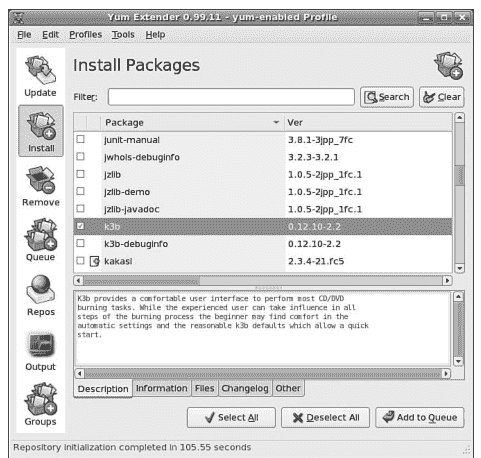 Yum Extender 0.99.11 - yum-enabled Profile
File Edit Profiles Tools Help
Update
Install
Remove
Queue
Repos
Output
Groups
Install Packages
Filter:
Search
Clear
Package Ver
junit-manual 3.8.1-3jpp_7fc
jwhois-debuginfo 3.2.3-3.2.1
jzlib 1.0.5-2jpp_1fc.1
jzlib-demo 1.0.5-2jpp_1fc.1
jzlib-javadoc 1.0.5-2jpp_1fc.1
k3b 0.12.10-2.2
k3b-debuginfo 0.12.10-2.2
kakasi 2.3.4-21.fc5
K3b provides a comfortable user interface to perform most CD/DVD
burning tasks. While the experienced user can take influence in all
steps of the burning process the beginner may find comfort in the
automatic settings and the reasonable k3b defaults which allow a quick
start.
Description Information Files Changelog Other
Select All
Deselect All
Add to Queue
Repository initialization completed in 105.55 seconds